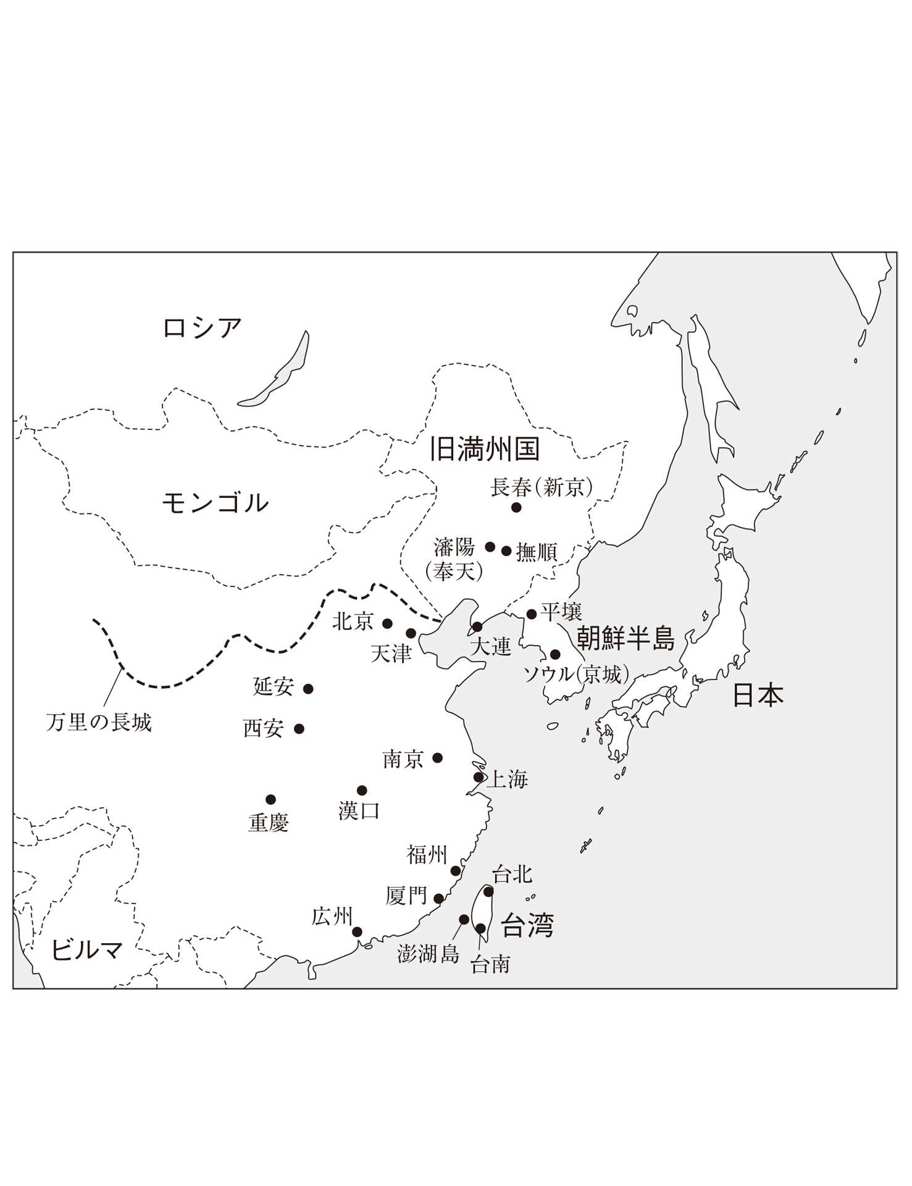 ロシア
旧満州国
長春(新京)
モンゴル
瀋陽
(奉天)
撫順
北京
天津
大連
平壌
朝鮮半島
ソウル(京城)
日本
延安
万里の長城
西安
南京
上海
重慶
漢口
福州
台北
厦門
広州
台湾
ビルマ
澎湖島
台南